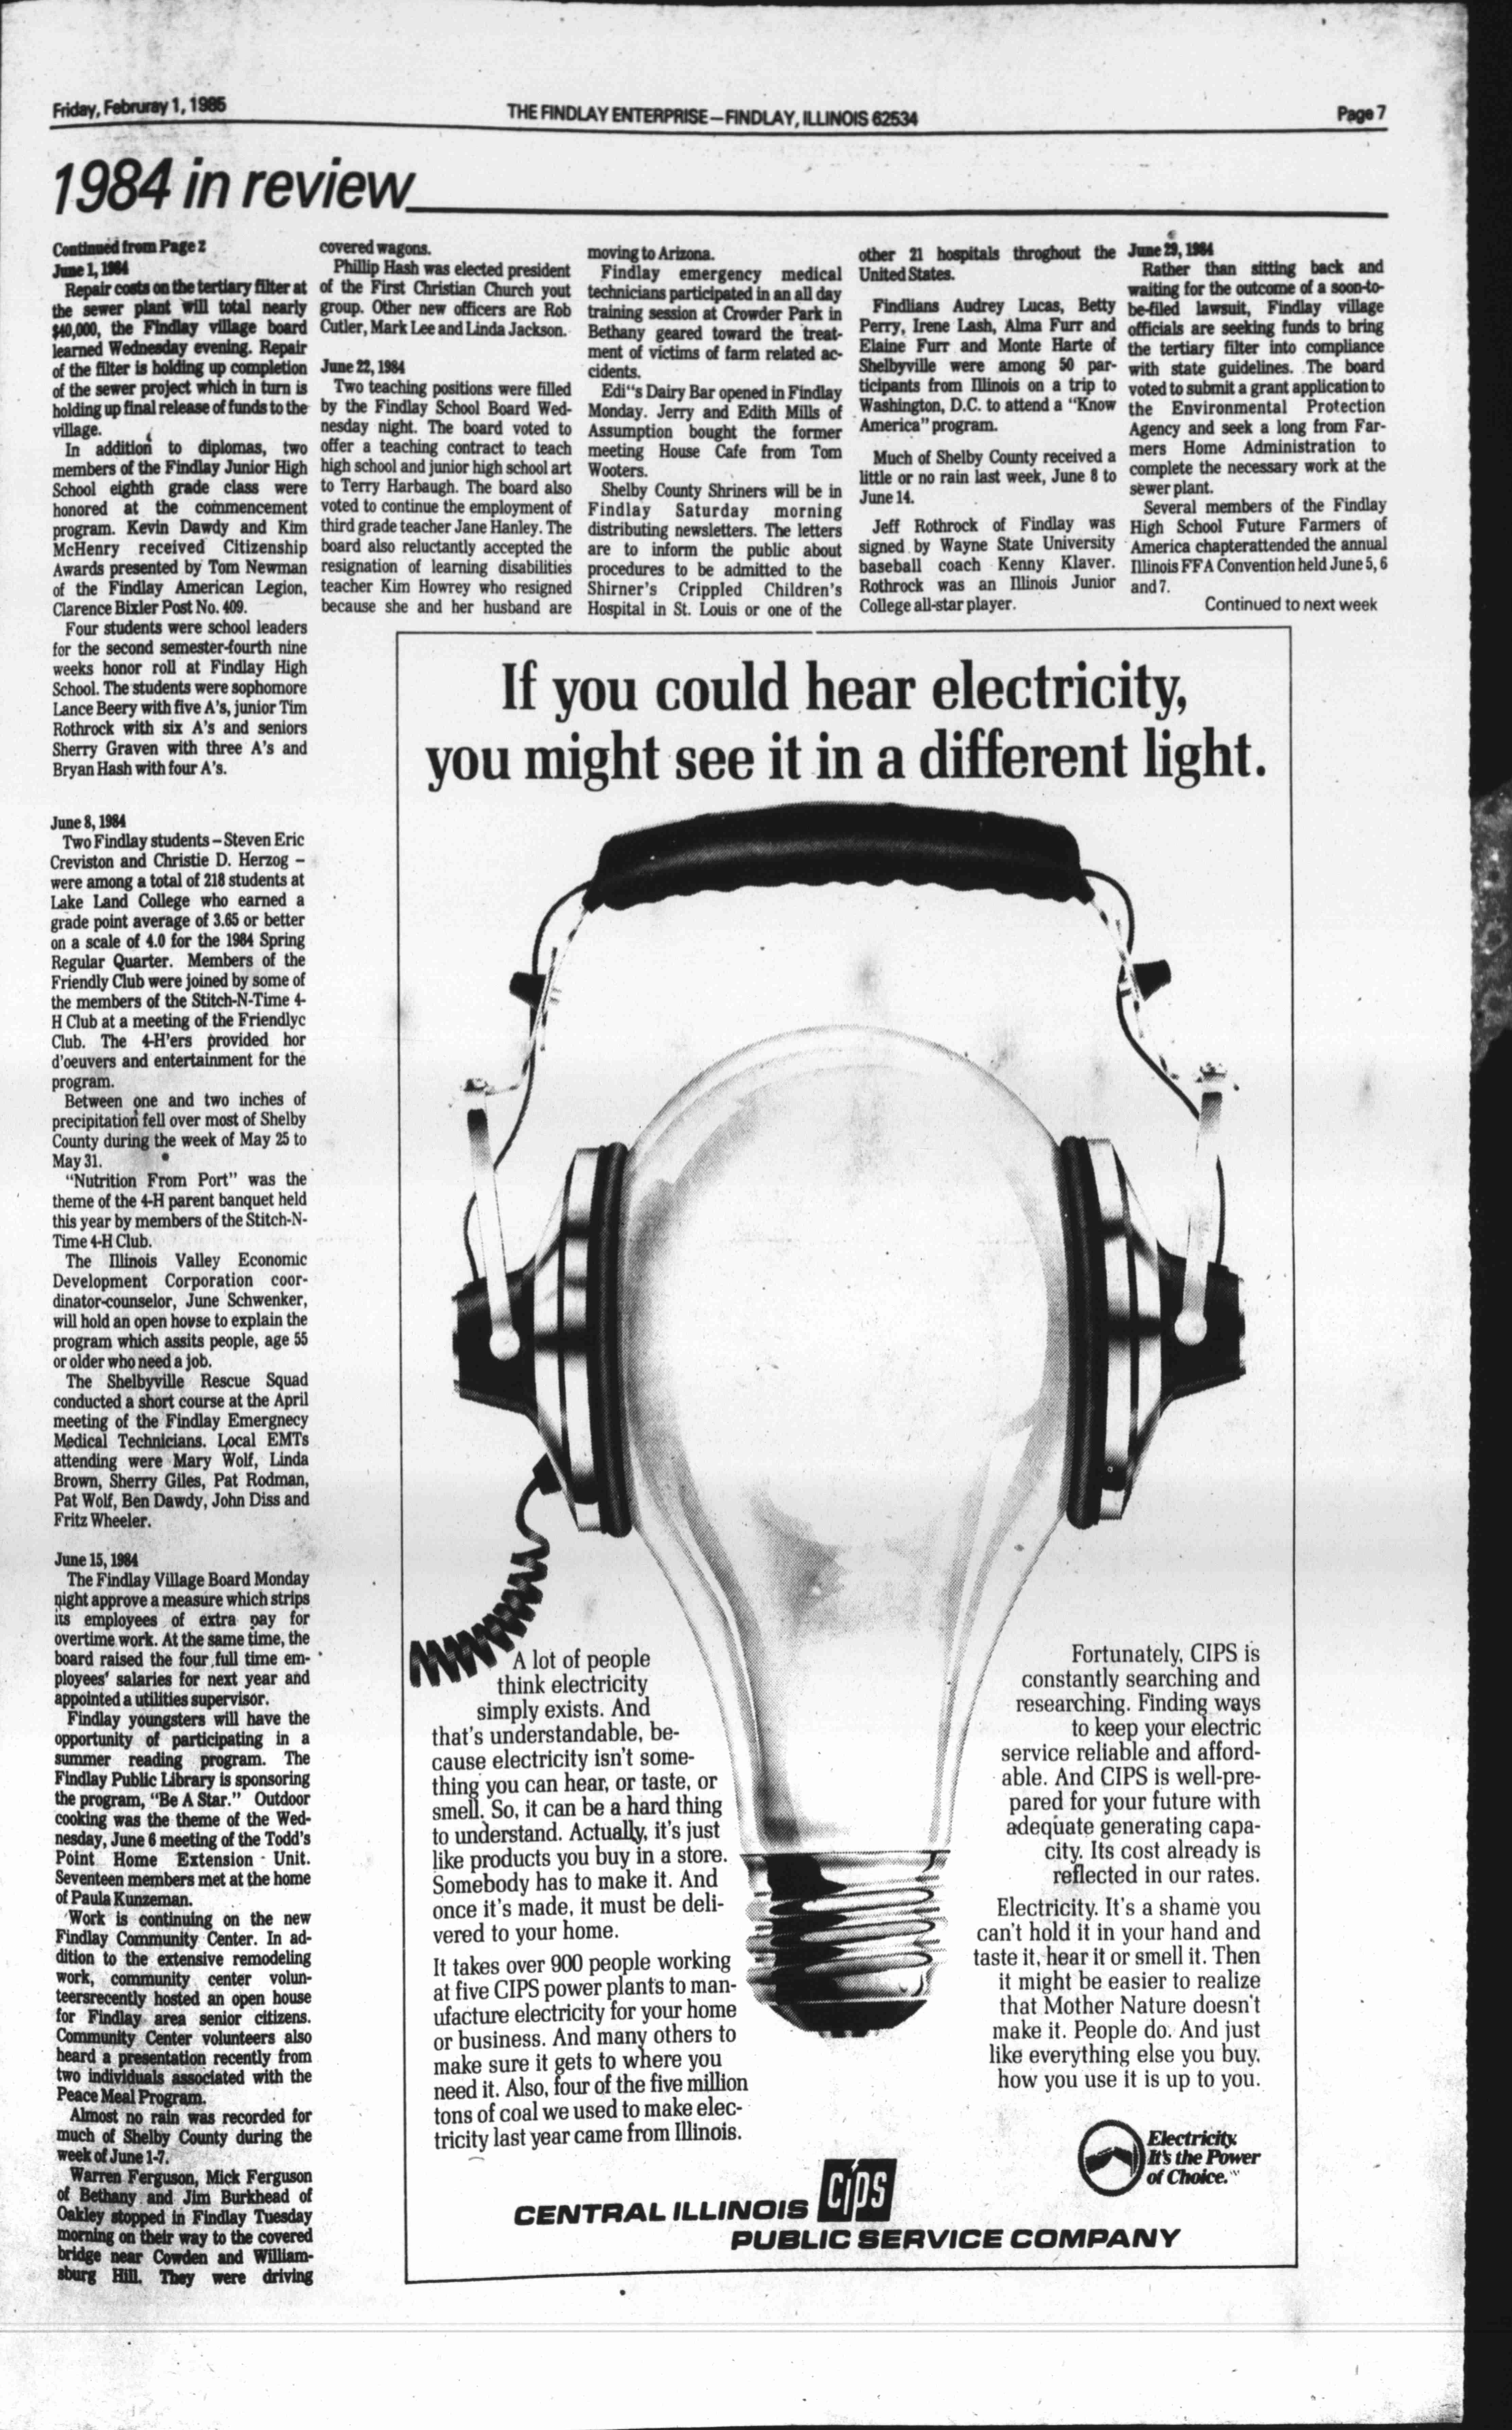 Friday, Februray 1, 1985
THE FINDLAY ENTERPRISE—FINDLAY, ILLINOIS 62534
Page 7
1984 in review
Continued from Page 2
June 1, 1984
Repair costs on the tertiary filter at
the sewer plant will total nearly
$40,000, the Findlay village board
learned Wednesday evening. Repair
of the filter is holding up completion
of the sewer project which in turn is
holding up final release of funds to the
village.
In addition to diplomas, two
members of the Findlay Junior High
School eighth grade class were
honored at the commencement
program. Kevin Dawdy and Kim
McHenry received Citizenship
Awards presented by Tom Newman
of the Findlay American Legion,
Clarence Bixler Post No. 409.
Four students were school leaders
for the second semester-fourth nine
weeks honor roll at Findlay High
School. The students were sophomore
Lance Beery with five A's, junior Tim
Rothrock with six A's and seniors
Sherry Graven with three A's and
Bryan Hash with four A's.
June 8, 1984
Two Findlay students – Steven Eric
Creviston and Christie D. Herzog –
were among a total of 218 students at
Lake Land College who earned a
grade point average of 3.65 or better
on a scale of 4.0 for the 1984 Spring
Regular Quarter. Members of the
Friendly Club were joined by some of
the members of the Stitch-N-Time 4-
H Club at a meeting of the Friendlyc
Club. The 4-H'ers provided hor
d'oeuvers and entertainment for the
program.
Between one and two inches of
precipitation fell over most of Shelby
County during the week of May 25 to
May 31.
"Nutrition From Port" was the
theme of the 4-H parent banquet held
this year by members of the Stitch-N-
Time 4-H Club.
The Illinois Valley Economic
Development Corporation coor-
dinator-counselor, June Schwenker,
will hold an open house to explain the
program which assits people, age 55
or older who need a job.
The Shelbyville Rescue Squad
conducted a short course at the April
meeting of the Findlay Emergnecy
Medical Technicians. Local EMTs
attending were Mary Wolf, Linda
Brown, Sherry Giles, Pat Rodman,
Pat Wolf, Ben Dawdy, John Diss and
Fritz Wheeler.
June 15, 1984
The Findlay Village Board Monday
night approve a measure which strips
its employees of extra pay for
overtime work. At the same time, the
board raised the four full time em-
ployees' salaries for next year and
appointed a utilities supervisor.
Findlay youngsters will have the
opportunity of participating in a
summer reading program. The
Findlay Public Library is sponsoring
the program, "Be A Star." Outdoor
cooking was the theme of the Wed-
nesday, June 6 meeting of the Todd's
Point Home Extension Unit.
Seventeen members met at the home
of Paula Kunzeman.
Work is continuing on the new
Findlay Community Center. In ad-
dition to the extensive remodeling
work, community center volun-
teersrecently hosted an open house
for Findlay area senior citizens.
Community Center volunteers also
heard a presentation recently from
two individuals associated with the
Peace Meal Program.
Almost no rain was recorded for
much of Shelby County during the
week of June 1-7.
Warren Ferguson, Mick Ferguson
of Bethany and Jim Burkhead of
Oakley stopped in Findlay Tuesday
morning on their way to the covered
bridge near Cowden and William-
sburg Hill. They were driving
covered wagons.
Phillip Hash was elected president
of the First Christian Church yout
group. Other new officers are Rob
Cutler, Mark Lee and Linda Jackson.
June 22, 1984
Two teaching positions were filled
by the Findlay School Board Wed-
nesday night. The board voted to
offer a teaching contract to teach
high school and junior high school art
to Terry Harbaugh. The board also
voted to continue the employment of
third grade teacher Jane Hanley. The
board also reluctantly accepted the
resignation of learning disabilities
teacher Kim Howrey who resigned
because she and her husband are
moving to Arizona.
Findlay emergency medical
technicians participated in an all day
training session at Crowder Park in
Bethany geared toward the treat-
ment of victims of farm related ac-
cidents.
Edi"s Dairy Bar opened in Findlay
Monday. Jerry and Edith Mills of
Assumption bought the former
meeting House Cafe from Tom
Wooters.
Shelby County Shriners will be in
Findlay Saturday morning
distributing newsletters. The letters
are to inform the public about
procedures to be admitted to the
Shirner's Crippled Children's
Hospital in St. Louis or one of the
other 21 hospitals throghout the
United States.
Findlians Audrey Lucas, Betty
Perry, Irene Lash, Alma Furr and
Elaine Furr and Monte Harte of
Shelbyville were among 50 par-
ticipants from Illinois on a trip to
Washington, D.C. to attend a "Know
America" program.
Much of Shelby County received a
little or no rain last week, June 8 to
June 14.
Jeff Rothrock of Findlay was
signed by Wayne State University
baseball coach Kenny Klaver.
Rothrock was an Illinois Junior
College all-star player.
June 29, 1984
Rather than sitting back and
waiting for the outcome of a soon-to-
be-filed lawsuit, Findlay village
officials are seeking funds to bring
the tertiary filter into compliance
with state guidelines. The board
voted to submit a grant application to
the Environmental Protection
Agency and seek a long from Far-
mers Home Administration to
complete the necessary work at the
sewer plant.
Several members of the Findlay
High School Future Farmers of
America chapterattended the annual
Illinois FFA Convention held June 5, 6
and 7.
Continued to next week
If you could hear electricity,
you might see it in a different light.
A lot of people
think electricity
simply exists. And
that's understandable, be-
cause electricity isn't some-
thing you can hear, or taste, or
smell. So, it can be a hard thing
to understand. Actually, it's just
like products you buy in a store.
Somebody has to make it. And
once it's made, it must be deli-
vered to your home.
It takes over 900 people working
at five CIPS power plants to man-
ufacture electricity for your home
or business. And many others to
make sure it gets to where you
need it. Also, four of the five million
tons of coal we used to make elec-
tricity last year came from Illinois.
Fortunately, CIPS is
constantly searching and
researching. Finding ways
to keep your electric
service reliable and afford-
able. And CIPS is well-pre-
pared for your future with
adequate generating capa-
city. Its cost already is
reflected in our rates.
Electricity. It's a shame you
can't hold it in your hand and
taste it, hear it or smell it. Then
it might be easier to realize
that Mother Nature doesn't
make it. People do. And just
like everything else you buy,
how you use it is up to you.
Electricity.
It's the Power
of Choice.™
CENTRAL ILLINOIS CIPS
PUBLIC SERVICE COMPANY